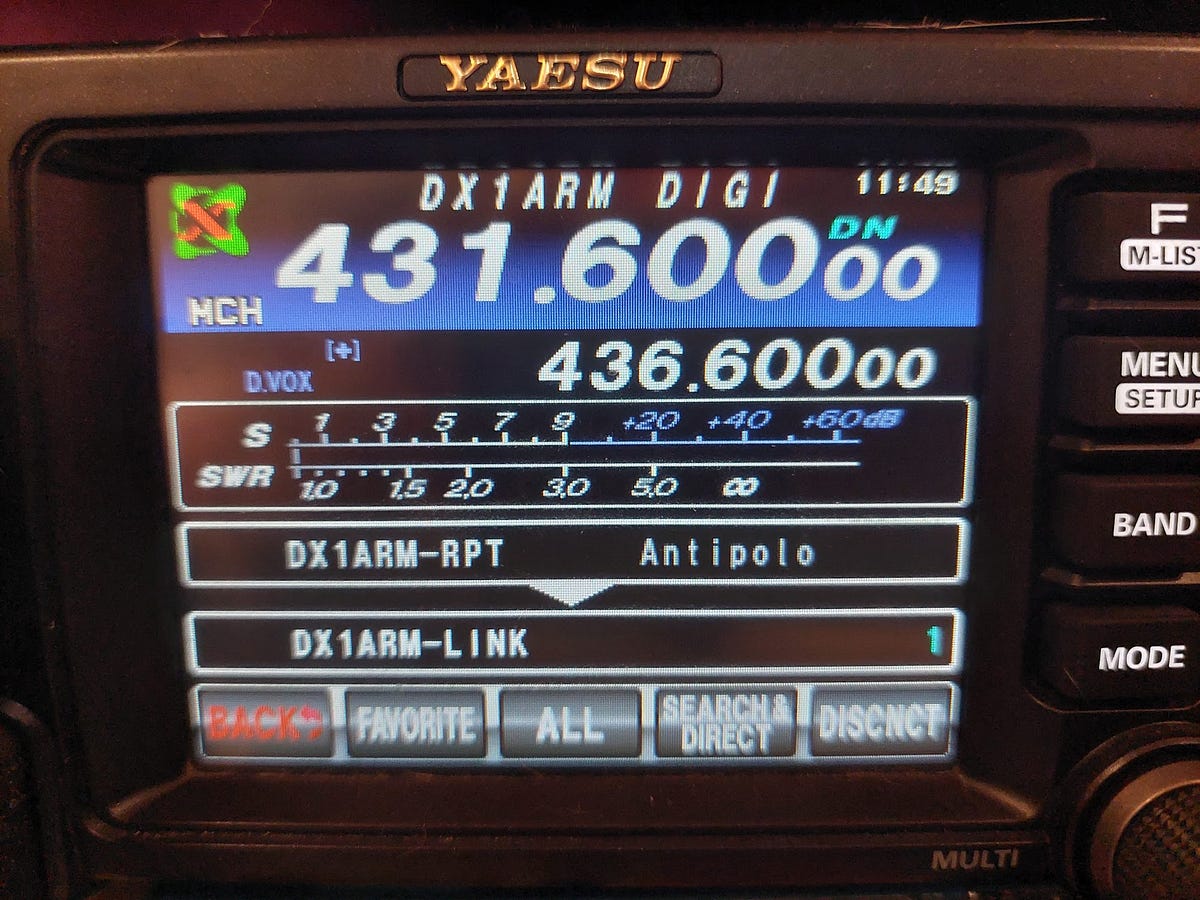 YAESU
DX1ARM DIGI 11:49
431.60000 DN
MCH
[+]
D.VOX 436.60000
S 1 3 5 7 9 +20 +40 +60dB
SWR 1.0 1.5 2.0 3.0 5.0 ∞
DX1ARM-RPT Antipolo
DX1ARM-LINK 1
BACK FAVORITE ALL SEARCH& DIRECT DISCNCT
F
MENU
BAND
MODE
MULTI